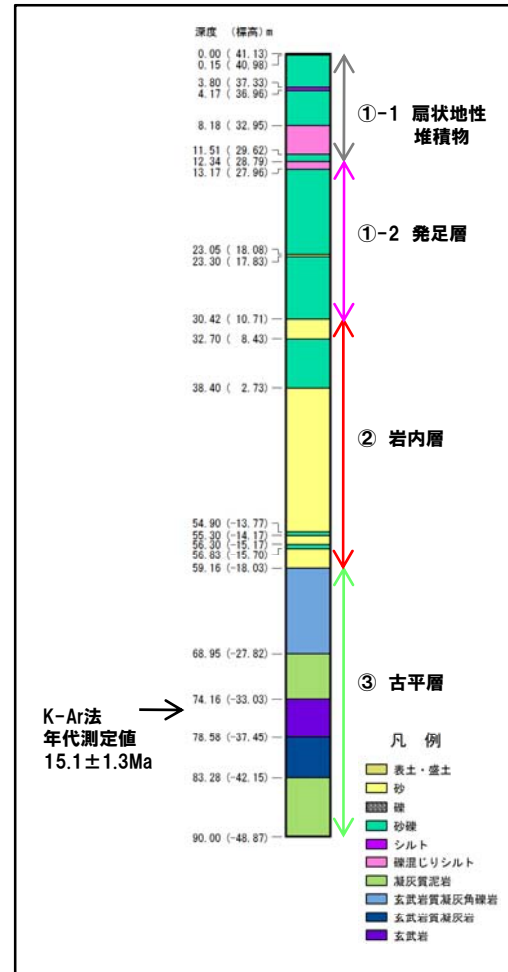 深度 (標高) m
0.00 ( 41.13)
0.15 ( 40.98)
3.80 ( 37.33)
4.17 ( 36.96)
8.18 ( 32.95)
11.51 ( 29.62)
12.34 ( 28.79)
13.17 ( 27.96)
23.05 ( 18.08)
23.30 ( 17.83)
30.42 ( 10.71)
32.70 ( 8.43)
38.40 ( 2.73)
54.90 (-13.77)
55.30 (-14.17)
56.30 (-15.17)
56.83 (-15.70)
59.16 (-18.03)
68.95 (-27.82)
74.16 (-33.03)
78.58 (-37.45)
83.28 (-42.15)
90.00 (-48.87)
①-1 扇状地性
堆積物
①-2 発足層
② 岩内層
③ 古平層
K-Ar法
年代測定値
15.1±1.3Ma
凡 例
表土・盛土
砂
礫
砂礫
シルト
礫混じりシルト
凝灰質泥岩
玄武岩質凝灰角礫岩
玄武岩質凝灰岩
玄武岩